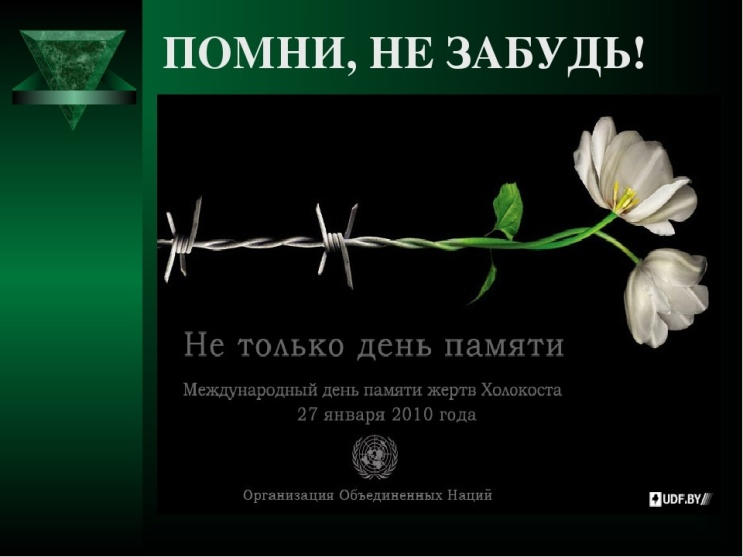 ПОМНИ, НЕ ЗАБУДЬ!
Не только день памяти
Международный день памяти жертв Холокоста
27 января 2010 года
Организация Объединенных Наций
UDF.BY